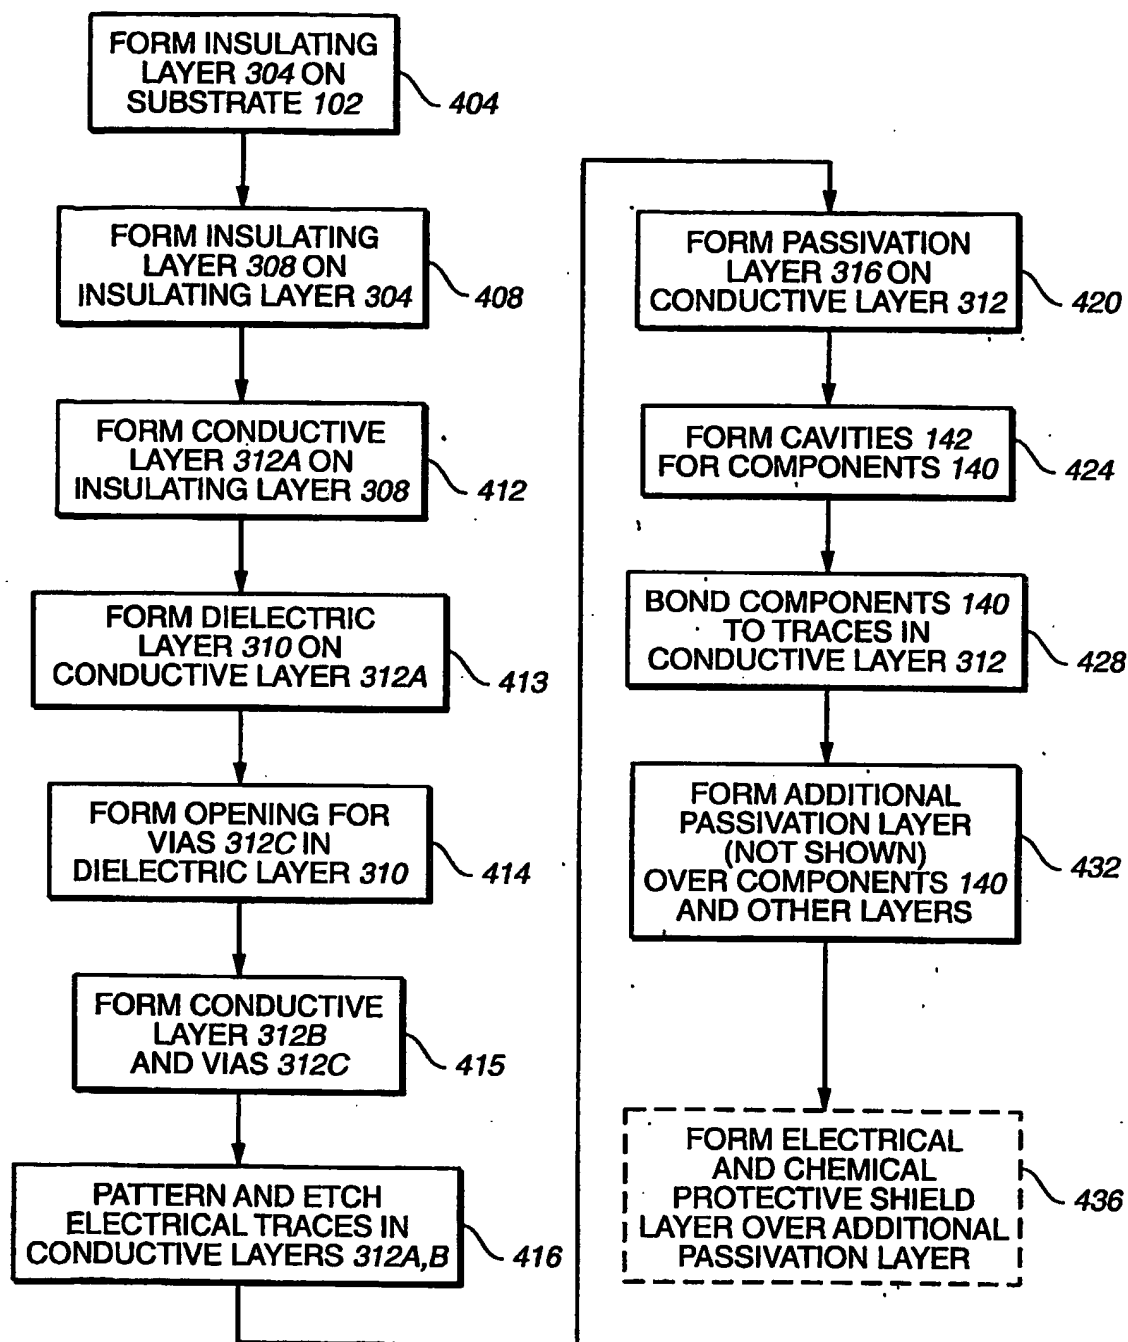 FORM INSULATING
LAYER 304 ON
SUBSTRATE 102
404
FORM INSULATING
LAYER 308 ON
INSULATING LAYER 304
408
FORM CONDUCTIVE
LAYER 312A ON
INSULATING LAYER 308
412
FORM DIELECTRIC
LAYER 310 ON
CONDUCTIVE LAYER 312A
413
FORM OPENING FOR
VIAS 312C IN
DIELECTRIC LAYER 310
414
FORM CONDUCTIVE
LAYER 312B
AND VIAS 312C
415
PATTERN AND ETCH
ELECTRICAL TRACES IN
CONDUCTIVE LAYERS 312A,B
416
FORM PASSIVATION
LAYER 316 ON
CONDUCTIVE LAYER 312
420
FORM CAVITIES 142
FOR COMPONENTS 140
424
BOND COMPONENTS 140
TO TRACES IN
CONDUCTIVE LAYER 312
428
FORM ADDITIONAL
PASSIVATION LAYER
(NOT SHOWN)
OVER COMPONENTS 140
AND OTHER LAYERS
432
FORM ELECTRICAL
AND CHEMICAL
PROTECTIVE SHIELD
LAYER OVER ADDITIONAL
PASSIVATION LAYER
436